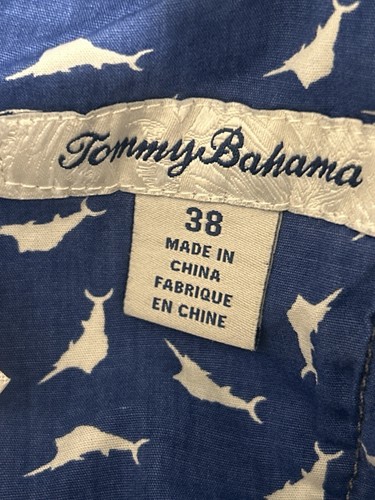 Tommy Bahama
38
MADE IN
CHINA
FABRIQUE
EN CHINE